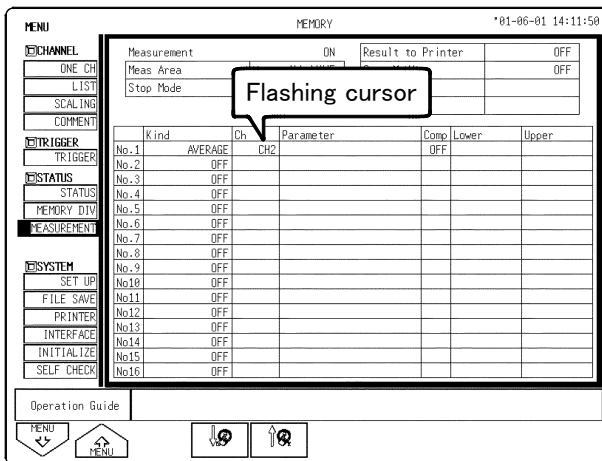 MENU MEMORY '01-06-01 14:11:50
CHANNEL
ONE CH
LIST
SCALING
COMMENT
TRIGGER
TRIGGER
STATUS
STATUS
MEMORY DIV
MEASUREMENT
SYSTEM
SET UP
FILE SAVE
PRINTER
INTERFACE
INITIALIZE
SELF CHECK
Measurement ON Result to Printer OFF
Meas Area OFF
Stop Mode
Flashing cursor
Kind Ch Parameter Comp Lower Upper
No.1 AVERAGE CH2 OFF
No.2 OFF
No.3 OFF
No.4 OFF
No.5 OFF
No.6 OFF
No.7 OFF
No.8 OFF
No.9 OFF
No10 OFF
No11 OFF
No12 OFF
No13 OFF
No14 OFF
No15 OFF
No16 OFF
Operation Guide
MENU
MENU